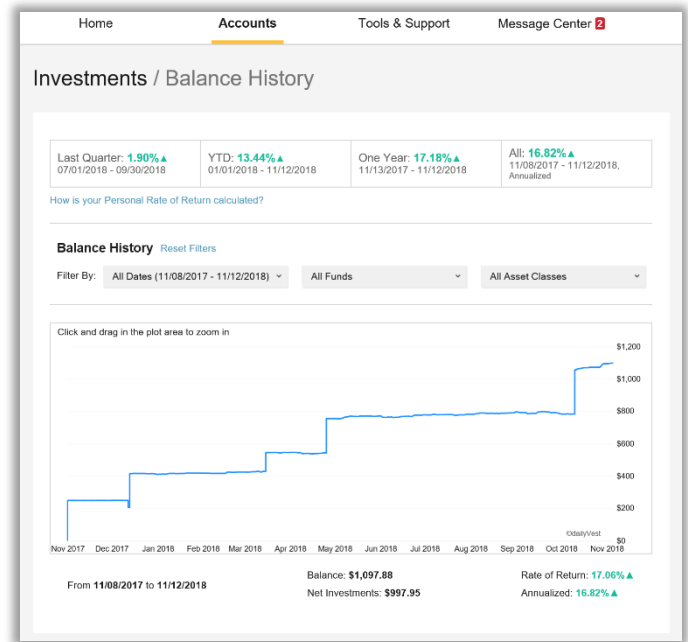 Home Accounts Tools & Support Message Center 2
Investments / Balance History
Last Quarter: 1.90%▲ YTD: 13.44%▲ One Year: 17.18%▲ All: 16.82%▲
07/01/2018 - 09/30/2018 01/01/2018 - 11/12/2018 11/13/2017 - 11/12/2018 11/08/2017 - 11/12/2018,
Annualized
How is your Personal Rate of Return calculated?
Balance History Reset Filters
Filter By: All Dates (11/08/2017 - 11/12/2018) All Funds All Asset Classes
Click and drag in the plot area to zoom in
$1,200
$1,000
$800
$600
$400
$200
©dailyVest
$0
Nov 2017 Dec 2017 Jan 2018 Feb 2018 Mar 2018 Apr 2018 May 2018 Jun 2018 Jul 2018 Aug 2018 Sep 2018 Oct 2018 Nov 2018
From 11/08/2017 to 11/12/2018
Balance: $1,097.88 Rate of Return: 17.06%▲
Net Investments: $997.95 Annualized: 16.82%▲